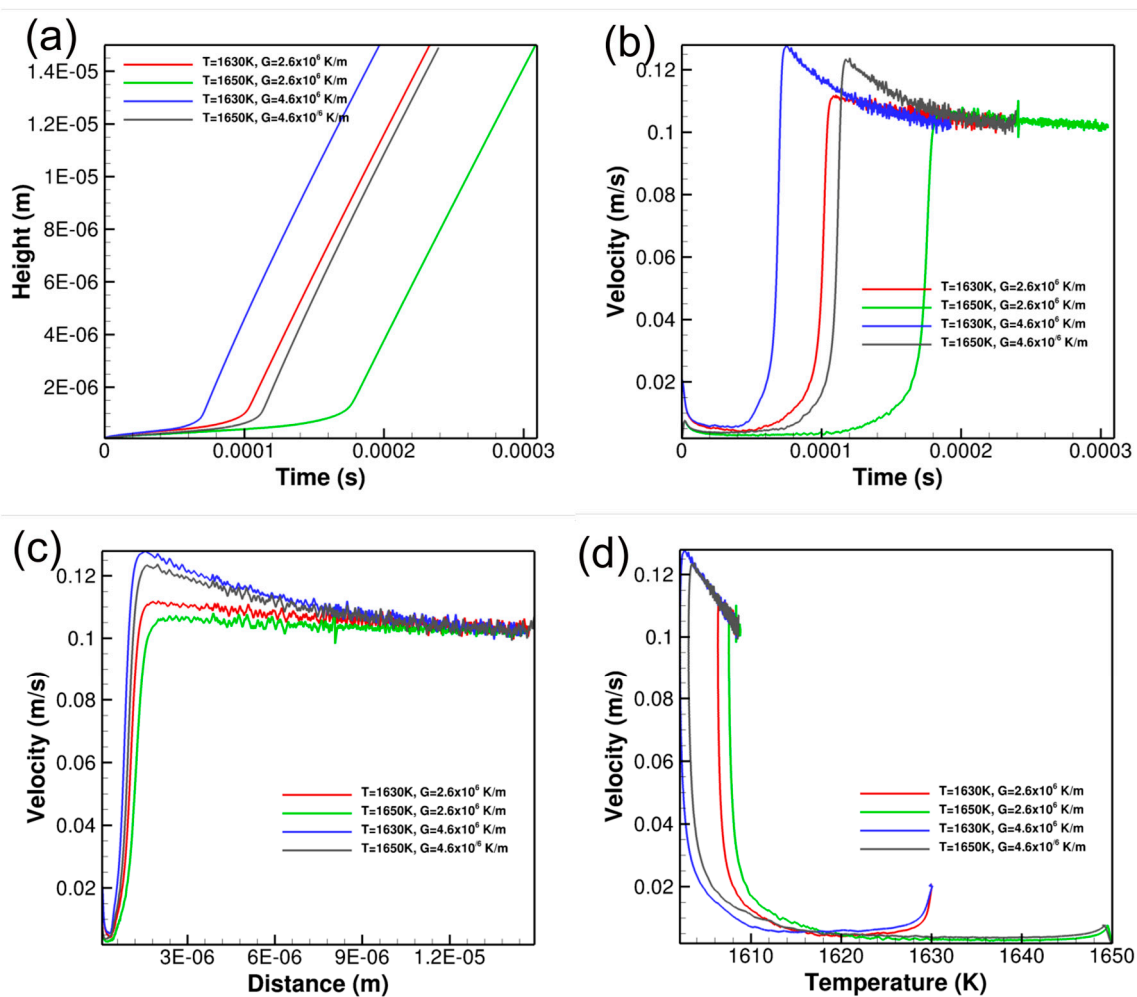 (a)
T=1630K, G=2.6x10⁶ K/m
T=1650K, G=2.6x10⁶ K/m
T=1630K, G=4.6x10⁶ K/m
T=1650K, G=4.6x10⁶ K/m
1.4E-05
1.2E-05
1E-05
8E-06
6E-06
4E-06
2E-06
Height (m)
0
0.0001
0.0002
0.0003
Time (s)
(b)
0.12
0.1
0.08
0.06
0.04
0.02
Velocity (m/s)
T=1630K, G=2.6x10⁶ K/m
T=1650K, G=2.6x10⁶ K/m
T=1630K, G=4.6x10⁶ K/m
T=1650K, G=4.6x10^/6 K/m
0
0.0001
0.0002
0.0003
Time (s)
(c)
0.12
0.1
0.08
0.06
0.04
0.02
Velocity (m/s)
T=1630K, G=2.6x10⁶ K/m
T=1650K, G=2.6x10⁶ K/m
T=1630K, G=4.6x10⁶ K/m
T=1650K, G=4.6x10^/6 K/m
3E-06
6E-06
9E-06
1.2E-05
Distance (m)
(d)
0.12
0.1
0.08
0.06
0.04
0.02
Velocity (m/s)
T=1630K, G=2.6x10⁶ K/m
T=1650K, G=2.6x10⁶ K/m
T=1630K, G=4.6x10⁶ K/m
T=1650K, G=4.6x10^/6 K/m
1610
1620
1630
1640
1650
Temperature (K)